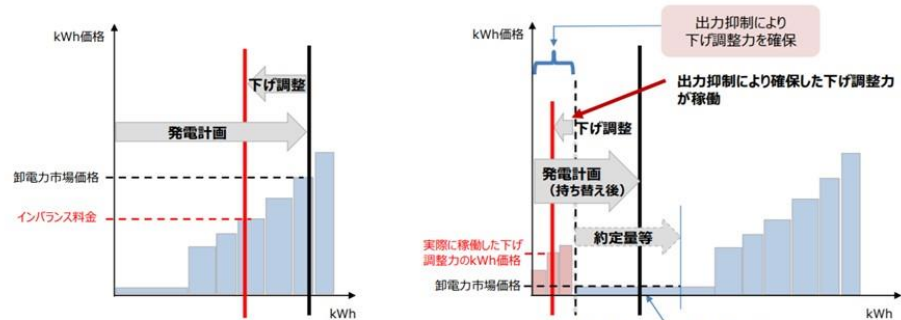 kWh価格
下げ調整
発電計画
卸電力市場価格
インバランス料金
kWh
kWh価格
出力抑制により
下げ調整力を確保
出力抑制により確保した下げ調整力
が稼働
下げ調整
発電計画
（持ち替え後）
約定量等
実際に稼働した下げ
調整力のkWh価格
卸電力市場価格
kWh